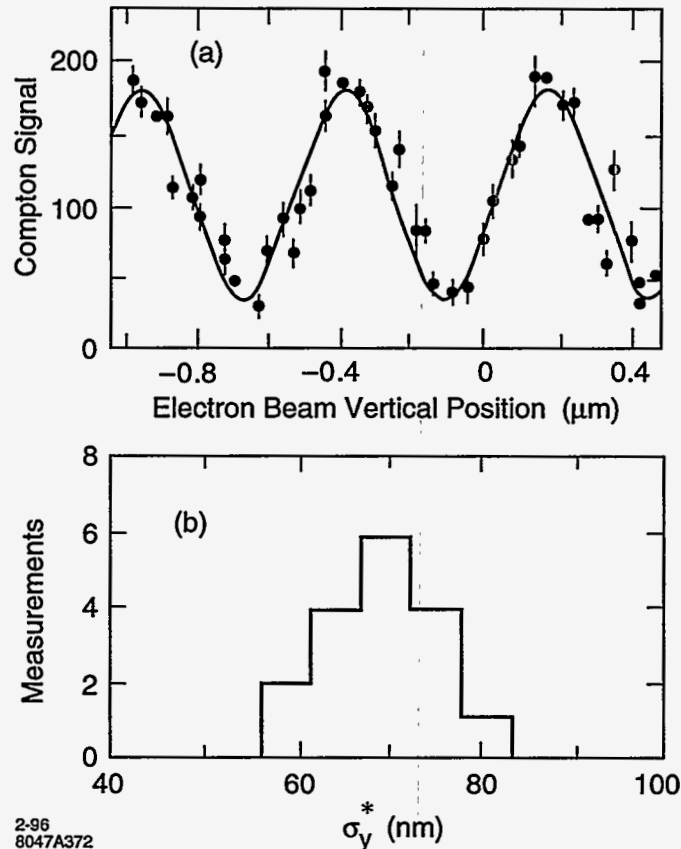 (a)
Compton Signal
200
100
0
−0.8 −0.4 0 0.4
Electron Beam Vertical Position (μm)
(b)
Measurements
8
6
4
2
0
40 60 80 100
σ*y (nm)
2-96
8047A372